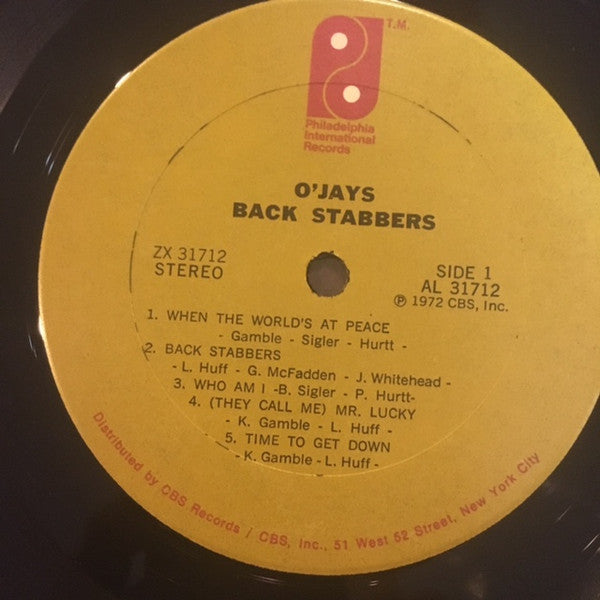 T.M.
Philadelphia
International
Records
O'JAYS
BACK STABBERS
ZX 31712
STEREO
SIDE 1
AL 31712
℗ 1972 CBS, Inc.
1. WHEN THE WORLD'S AT PEACE
- Gamble - Sigler - Hurtt -
2. BACK STABBERS
- L. Huff - G. McFadden - J. Whitehead -
3. WHO AM I -B. Sigler - P. Hurtt-
4. (THEY CALL ME) MR. LUCKY
- K. Gamble - L. Huff -
5. TIME TO GET DOWN
- K. Gamble - L. Huff -
Distributed by CBS Records / CBS, Inc., 51 West 52 Street, New York City